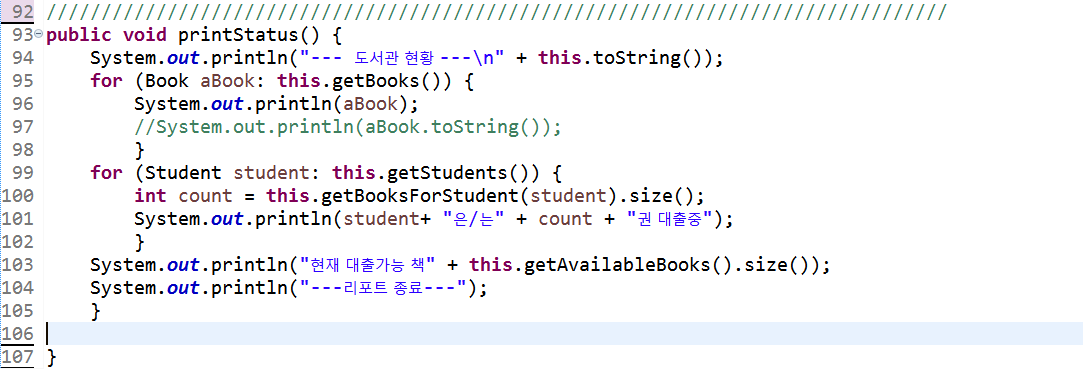 92 //////////////////////////////////////////////////////////////////////////////////
93 public void printStatus() {
94     System.out.println("--- 도서관 현황 ---\n" + this.toString());
95     for (Book aBook: this.getBooks()) {
96         System.out.println(aBook);
97         //System.out.println(aBook.toString());
98         }
99     for (Student student: this.getStudents()) {
100         int count = this.getBooksForStudent(student).size();
101         System.out.println(student+ "은/는" + count + "권 대출중");
102         }
103     System.out.println("현재 대출가능 책" + this.getAvailableBooks().size());
104     System.out.println("---리포트 종료---");
105     }
106
107 }